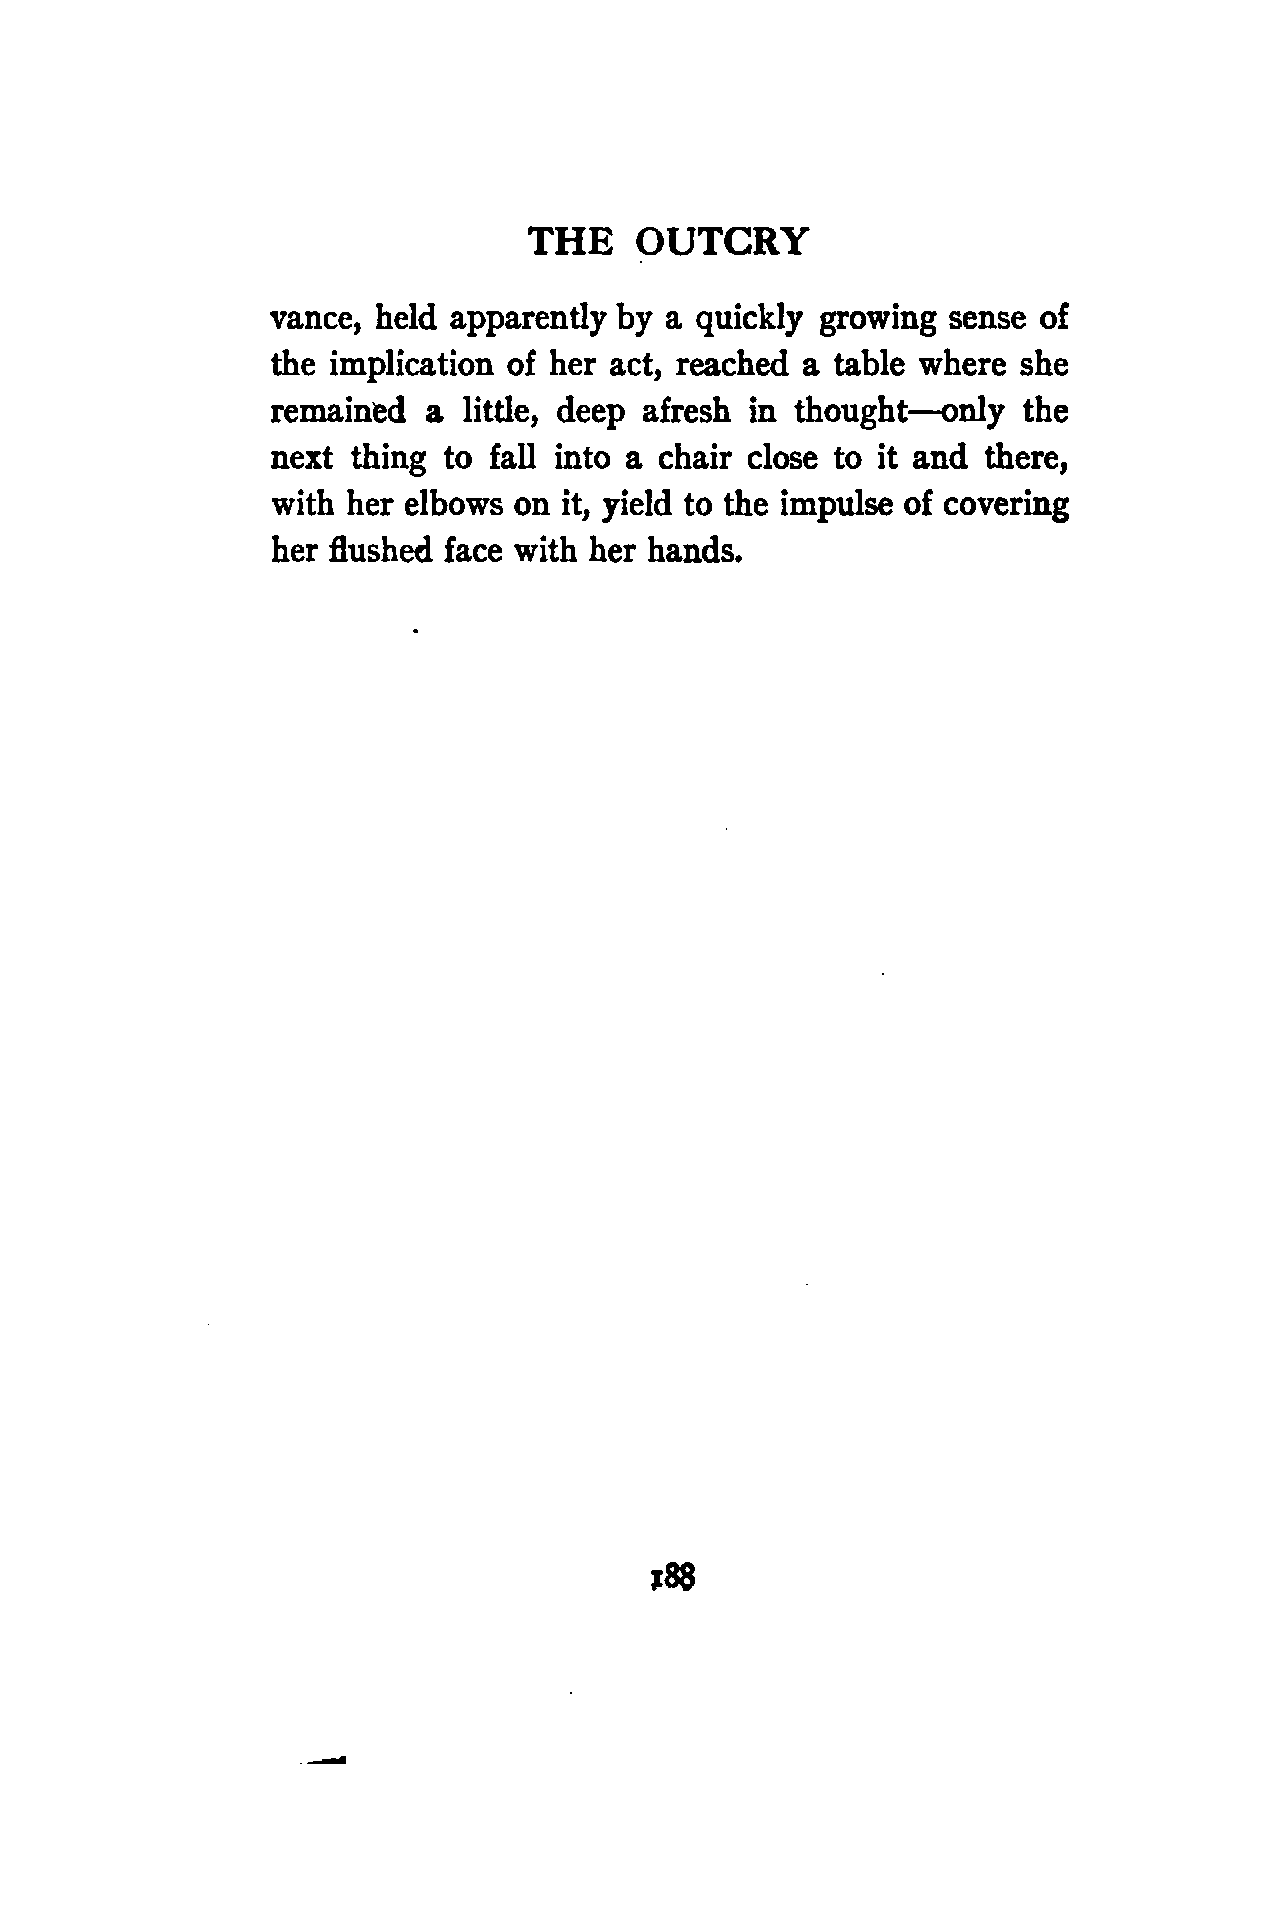 THE OUTCRY
vance, held apparently by a quickly growing sense of
the implication of her act, reached a table where she
remained a little, deep afresh in thought—only the
next thing to fall into a chair close to it and there,
with her elbows on it, yield to the impulse of covering
her flushed face with her hands.
188